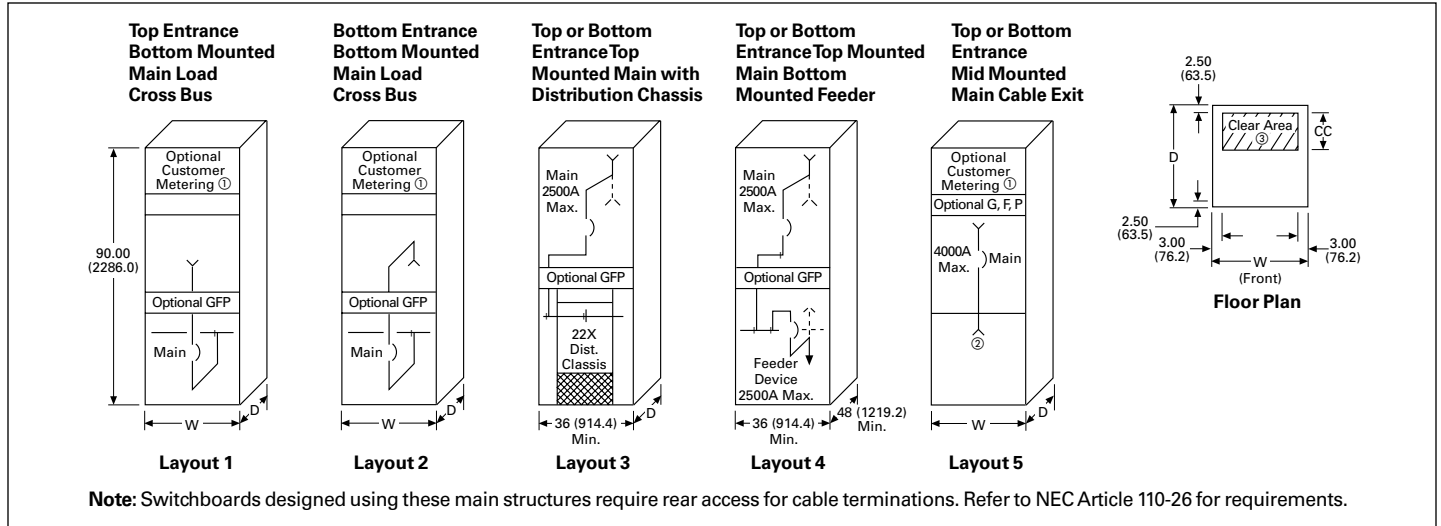 Top Entrance
Bottom Mounted
Main Load
Cross Bus
Bottom Entrance
Bottom Mounted
Main Load
Cross Bus
Top or Bottom
EntranceTop
Mounted Main with
Distribution Chassis
Top or Bottom
EntranceTop Mounted
Main Bottom
Mounted Feeder
Top or Bottom
Entrance
Mid Mounted
Main Cable Exit
90.00
(2286.0)
Optional
Customer
Metering ①
Optional GFP
Main
W
D
Layout 1
Optional
Customer
Metering ①
Optional GFP
Main
W
D
Layout 2
Main
2500A
Max.
Optional GFP
22X
Dist.
Classis
36 (914.4)
Min.
D
Layout 3
Main
2500A
Max.
Optional GFP
Feeder
Device
2500A Max.
36 (914.4)
Min.
48 (1219.2)
Min.
Layout 4
Optional
Customer
Metering ①
Optional G, F, P
4000A
Max.
Main
②
W
D
Layout 5
2.50
(63.5)
Clear Area
③
CC
D
2.50
(63.5)
3.00
(76.2)
W
(Front)
3.00
(76.2)
Floor Plan
Note: Switchboards designed using these main structures require rear access for cable terminations. Refer to NEC Article 110-26 for requirements.